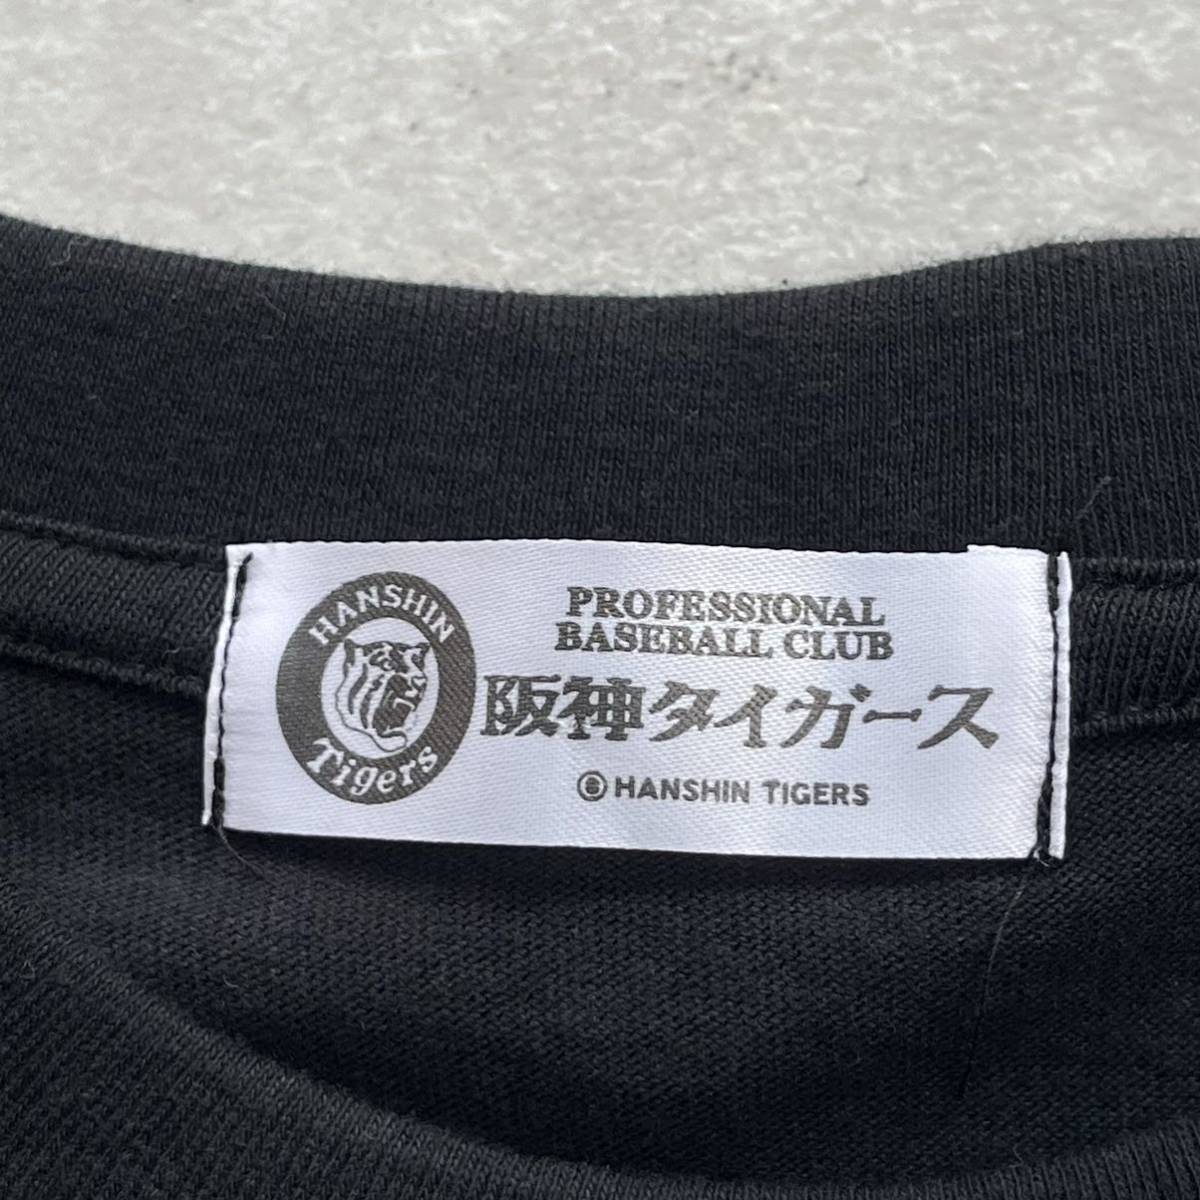 HANSHIN
Tigers
PROFESSIONAL
BASEBALL CLUB
阪神タイガース
©HANSHIN TIGERS